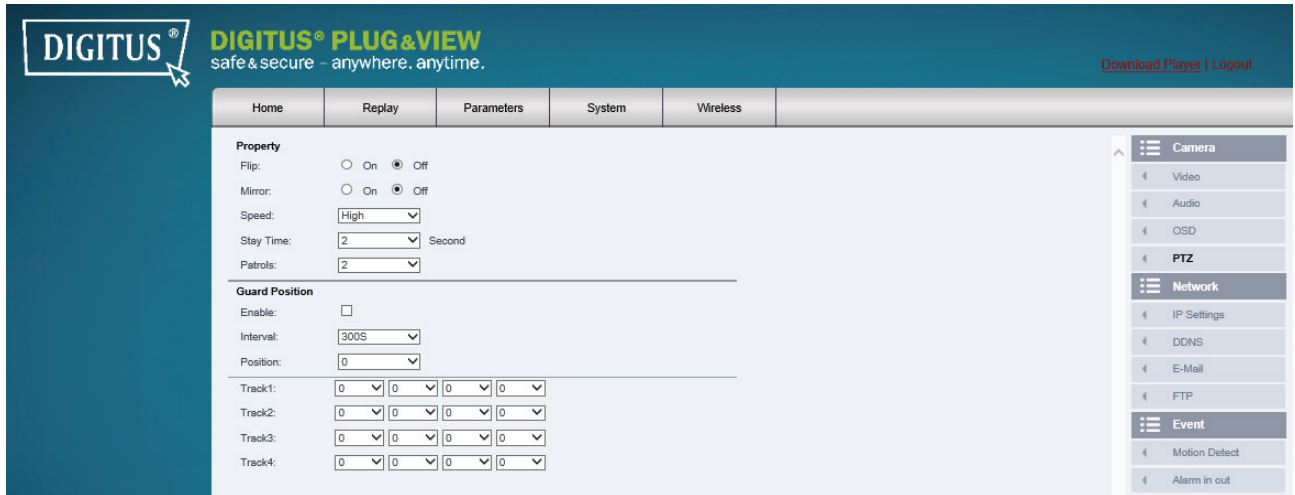 DIGITUS®
DIGITUS® PLUG&VIEW
safe & secure – anywhere. anytime.
Download Player | Logout
Home Replay Parameters System Wireless
Property
Flip: On Off
Mirror: On Off
Speed: High
Stay Time: 2 Second
Patrols: 2
Guard Position
Enable:
Interval: 300S
Position: 0
Track1: 0 0 0 0
Track2: 0 0 0 0
Track3: 0 0 0 0
Track4: 0 0 0 0
Camera
Video
Audio
OSD
PTZ
Network
IP Settings
DDNS
E-Mail
FTP
Event
Motion Detect
Alarm in out